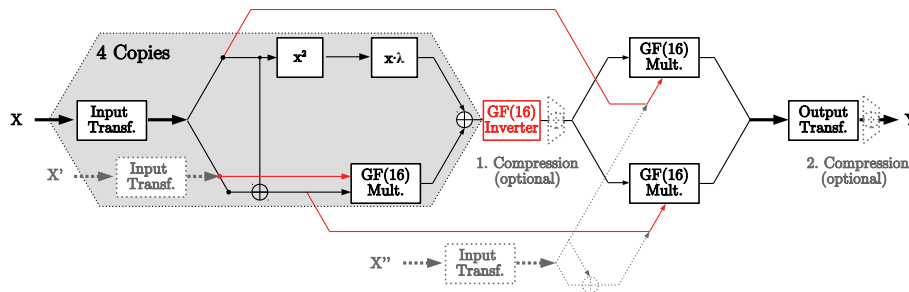 4 Copies
x²
x·λ
GF(16)
Mult.
X
Input
Transf.
GF(16)
Inverter
Output
Transf.
Y
X'
Input
Transf.
GF(16)
Mult.
1. Compression
(optional)
GF(16)
Mult.
2. Compression
(optional)
X''
Input
Transf.